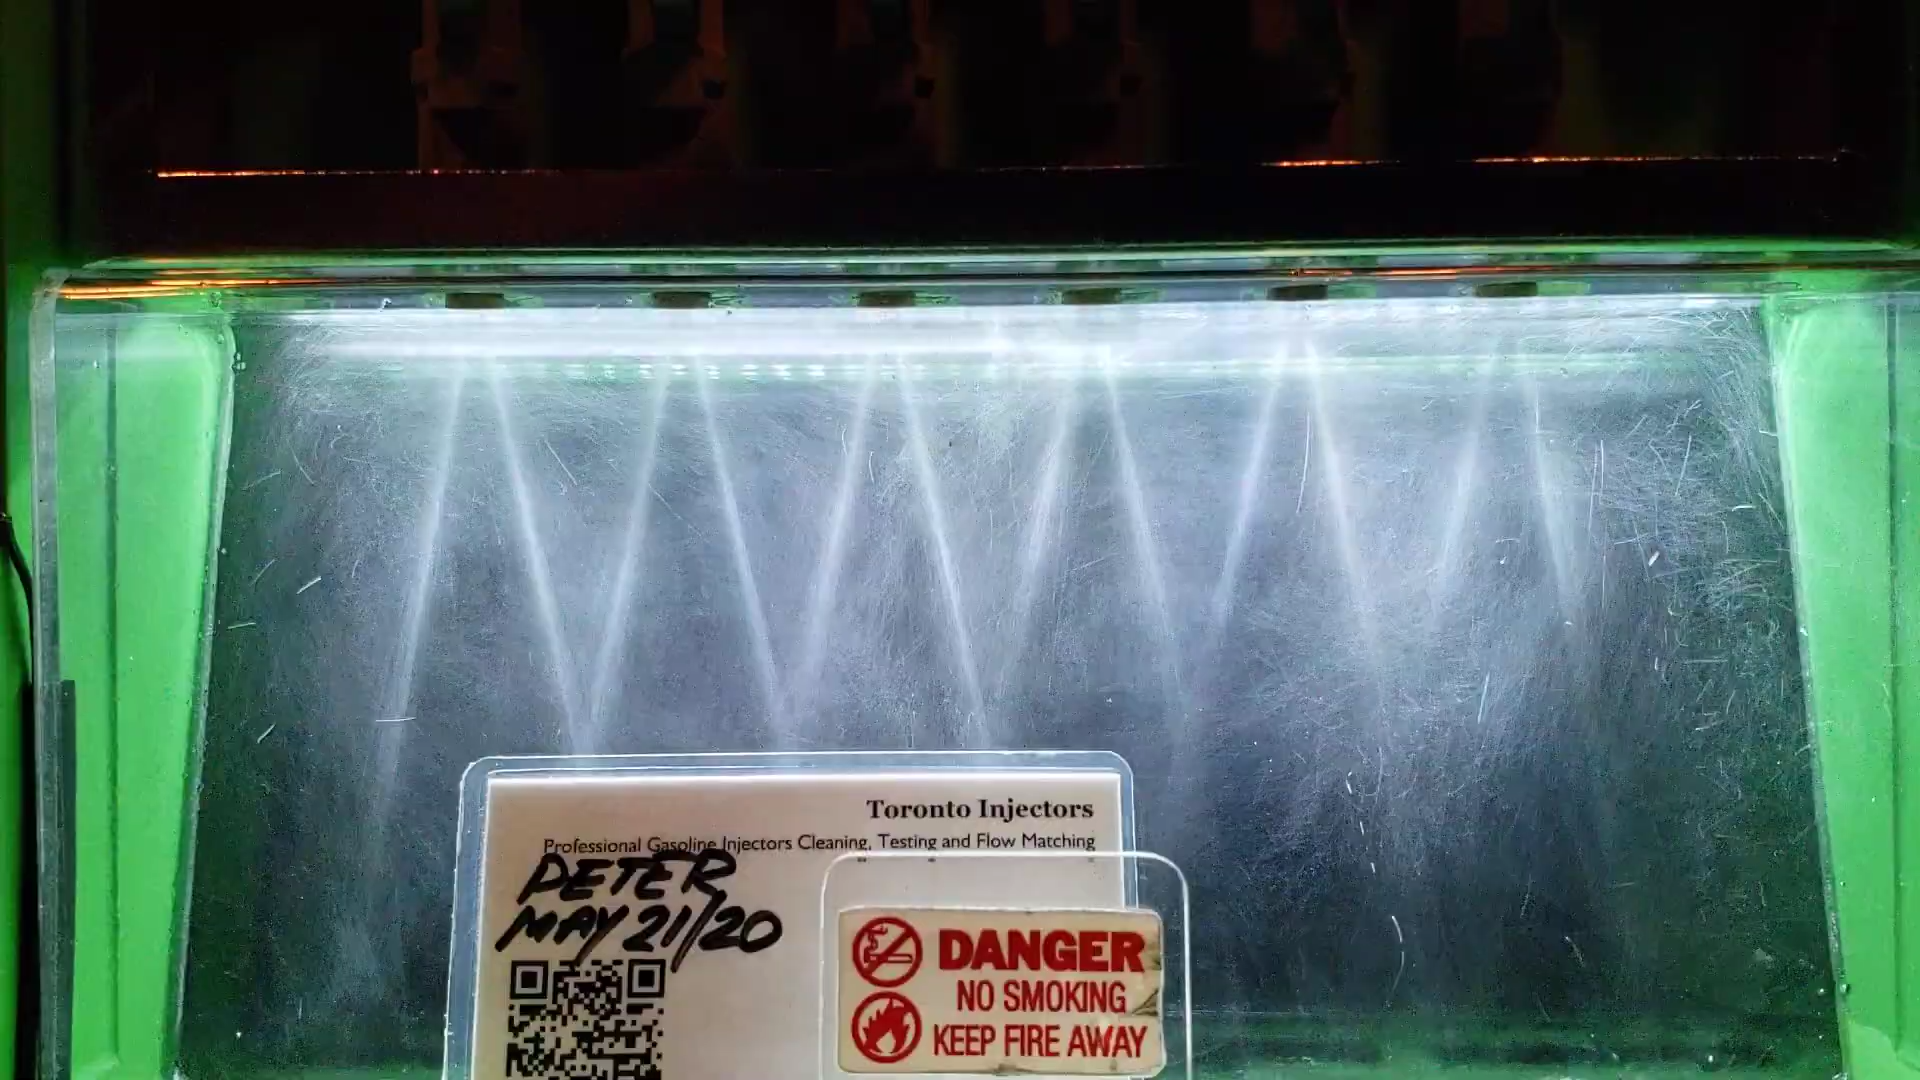 Toronto Injectors
Professional Gasoline Injectors Cleaning, Testing and Flow Matching
PETER
MAY 21/20
DANGER
NO SMOKING
KEEP FIRE AWAY